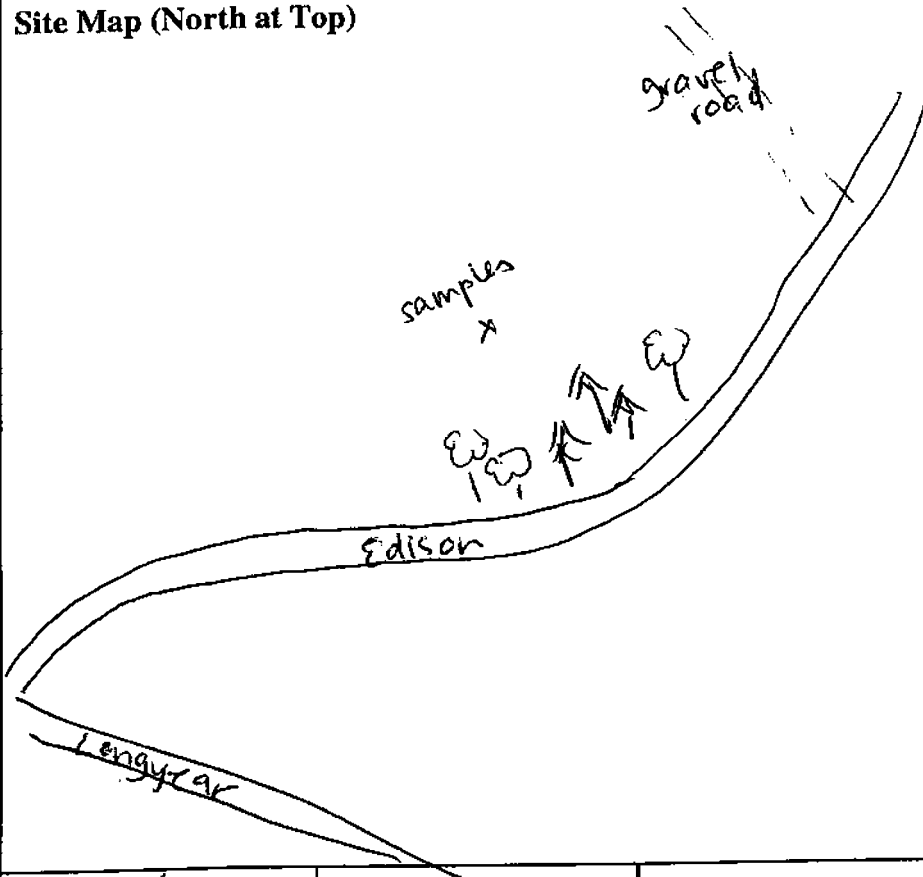 Site Map (North at Top)
gravely
road
samples
x
Edison
Longyear